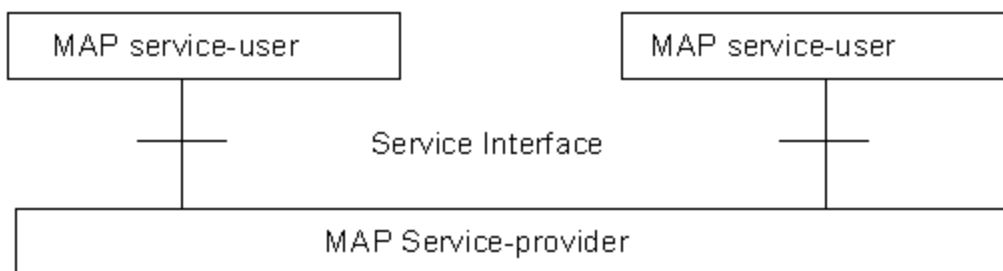 MAP service-user
MAP service-user
Service Interface
MAP Service-provider